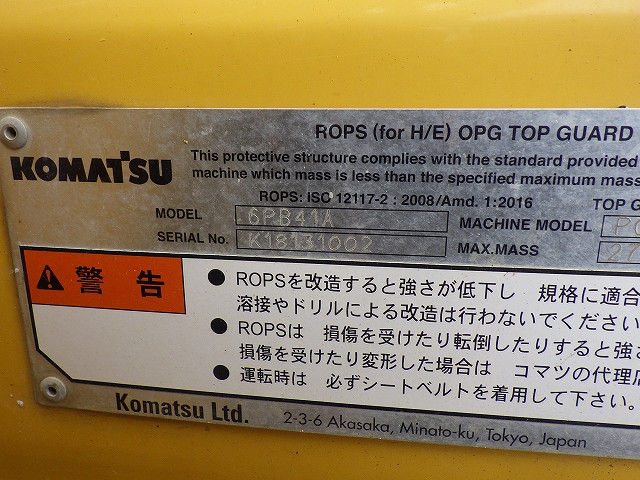 ROPS (for H/E) OPG TOP GUARD
KOMATSU
This protective structure complies with the standard provided
machine which mass is less than the specified maximum mass
ROPS: ISO 12117-2 : 2008/Amd. 1:2016 TOP G
MODEL 6PB41A MACHINE MODEL PC
SERIAL No. K18131002 MAX.MASS 27
警告
● ROPSを改造すると強さが低下し 規格に適合
溶接やドリルによる改造は行わないでください
● ROPSは 損傷を受けたり転倒したりすると強さ
損傷を受けたり変形した場合は コマツの代理店
● 運転時は 必ずシートベルトを着用して下さい。
Komatsu Ltd. 2-3-6 Akasaka, Minato-ku, Tokyo, Japan